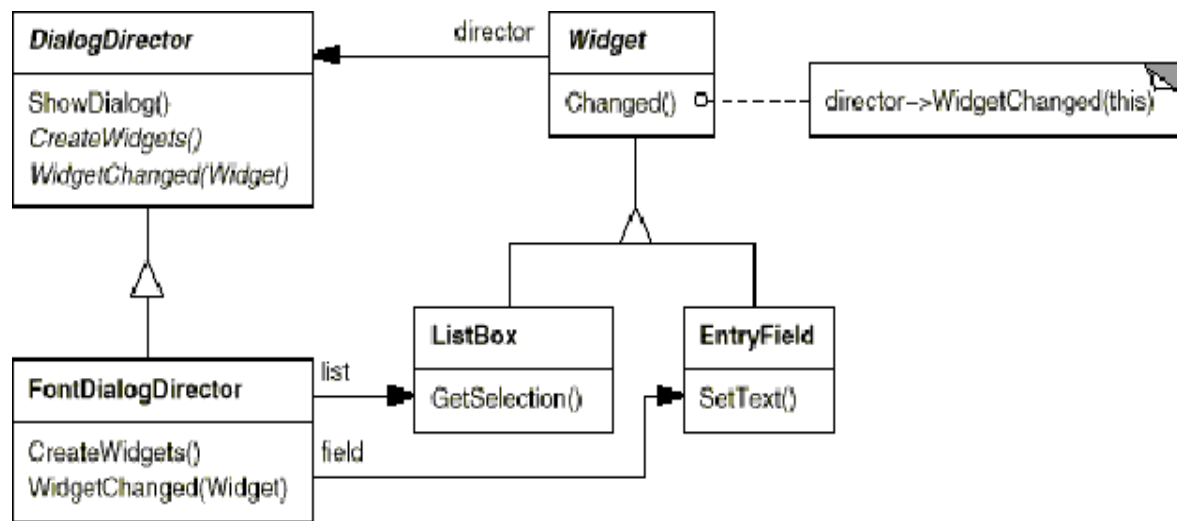 DialogDirector
ShowDialog()
CreateWidgets()
WidgetChanged(Widget)
director
Widget
Changed()
director->WidgetChanged(this)
ListBox
GetSelection()
EntryField
SetText()
FontDialogDirector
CreateWidgets()
WidgetChanged(Widget)
list
field